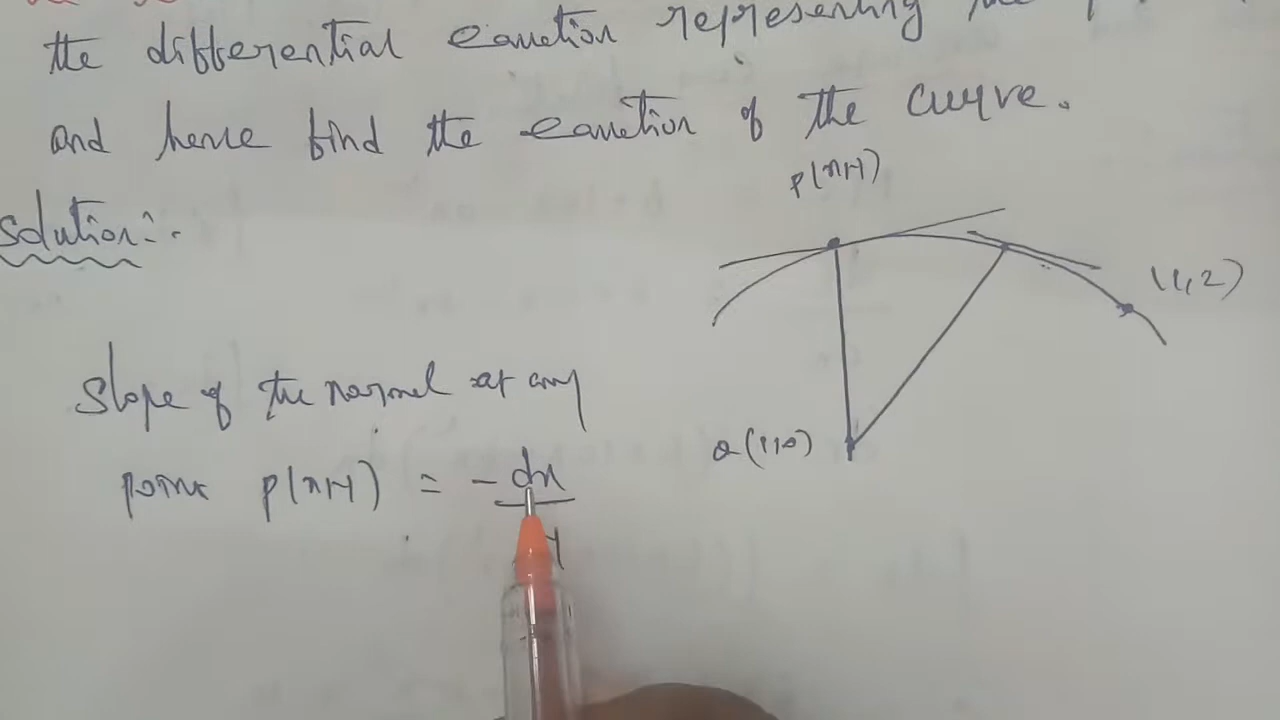 the differential equation representing the
and hence find the equation of the curve.
solution:-
P(x,y)
(1,2)
Slope of the normal at any
Q(1,0)
point P(x,y) = - dx
y